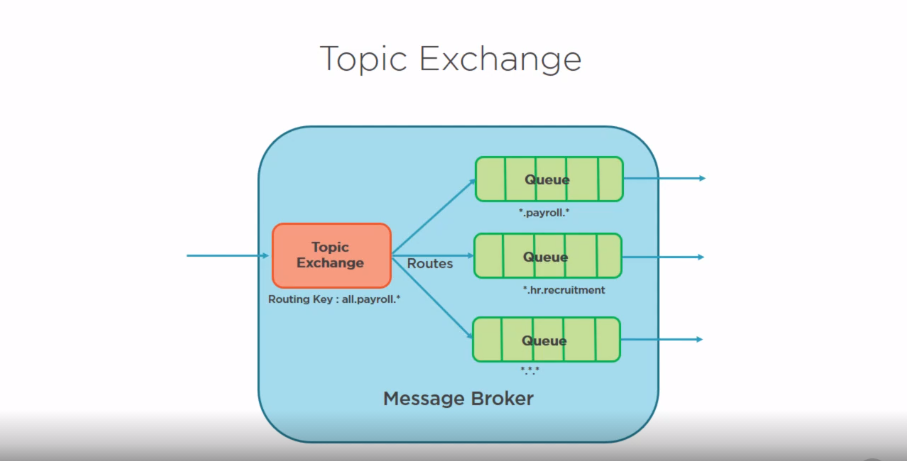 Topic Exchange
Queue
*.payroll.*
Topic
Exchange
Routes
Queue
Routing Key : all.payroll.*
*.hr.recruitment
Queue
*.*.*
Message Broker